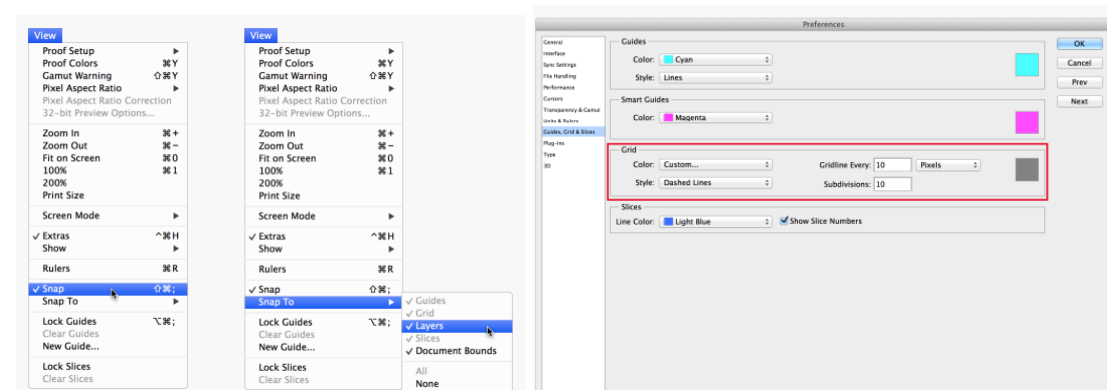 View
Proof Setup ▶
Proof Colors ⌘Y
Gamut Warning ⇧⌘Y
Pixel Aspect Ratio ▶
Pixel Aspect Ratio Correction
32-bit Preview Options...
Zoom In ⌘+
Zoom Out ⌘−
Fit on Screen ⌘0
100% ⌘1
200%
Print Size
Screen Mode ▶
✓ Extras ^⌘H
Show ▶
Rulers ⌘R
✓ Snap ⇧⌘;
Snap To ▶
Lock Guides ⌥⌘;
Clear Guides
New Guide...
Lock Slices
Clear Slices
View
Proof Setup ▶
Proof Colors ⌘Y
Gamut Warning ⇧⌘Y
Pixel Aspect Ratio ▶
Pixel Aspect Ratio Correction
32-bit Preview Options...
Zoom In ⌘+
Zoom Out ⌘−
Fit on Screen ⌘0
100% ⌘1
200%
Print Size
Screen Mode ▶
✓ Extras ^⌘H
Show ▶
Rulers ⌘R
✓ Snap ⇧⌘;
Snap To ▶
Lock Guides ⌥⌘;
Clear Guides
New Guide...
Lock Slices
Clear Slices
✓ Guides
✓ Grid
✓ Layers
✓ Slices
✓ Document Bounds
All
None
Preferences
General
Interface
Sync Settings
File Handling
Performance
Cursors
Transparency & Gamut
Units & Rulers
Guides, Grid & Slices
Plug-Ins
Type
3D
Guides
Color: Cyan
Style: Lines
Smart Guides
Color: Magenta
Grid
Color: Custom... Gridline Every: 10 Pixels
Style: Dashed Lines Subdivisions: 10
Slices
Line Color: Light Blue ✓ Show Slice Numbers
OK
Cancel
Prev
Next